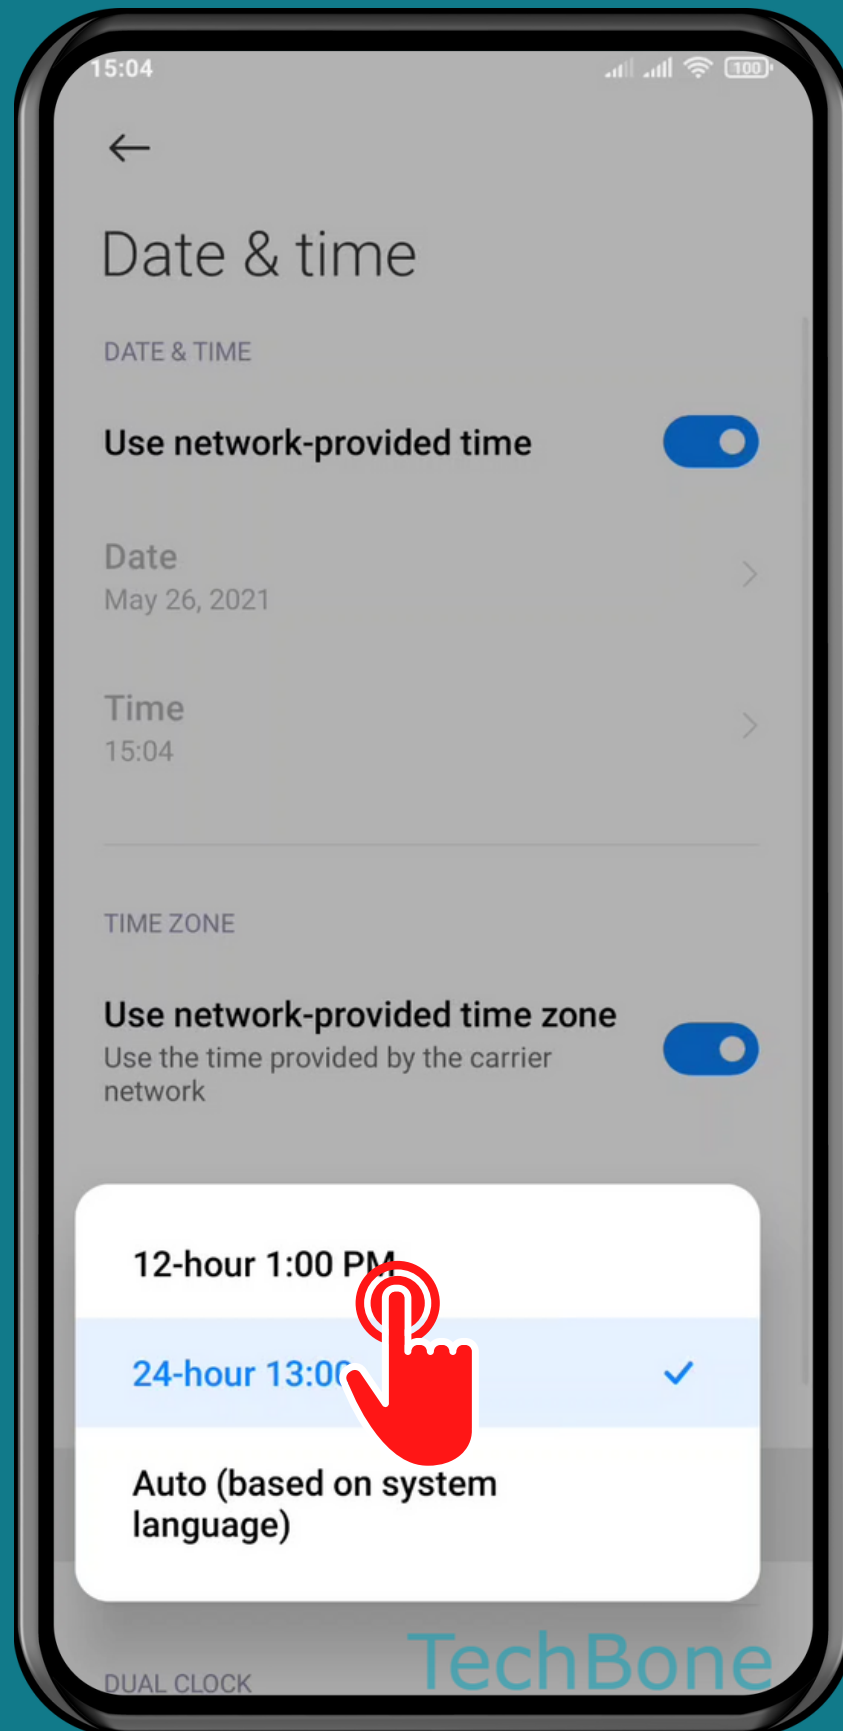 15:04
100
Date & time
DATE & TIME
Use network-provided time
Date
May 26, 2021
Time
15:04
TIME ZONE
Use network-provided time zone
Use the time provided by the carrier
network
12-hour 1:00 PM
24-hour 13:00
Auto (based on system
language)
TechBone
DUAL CLOCK